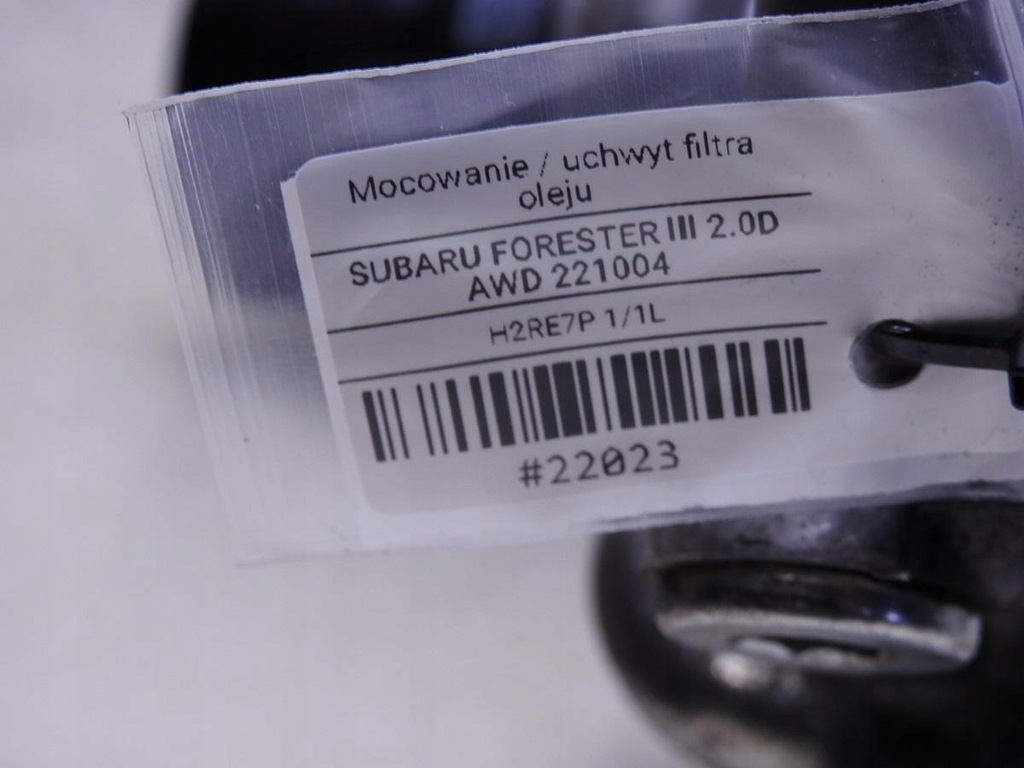 Mocowanie / uchwyt filtra
oleju
SUBARU FORESTER III 2.0D
AWD 221004
H2RE7P 1/1L
#22023